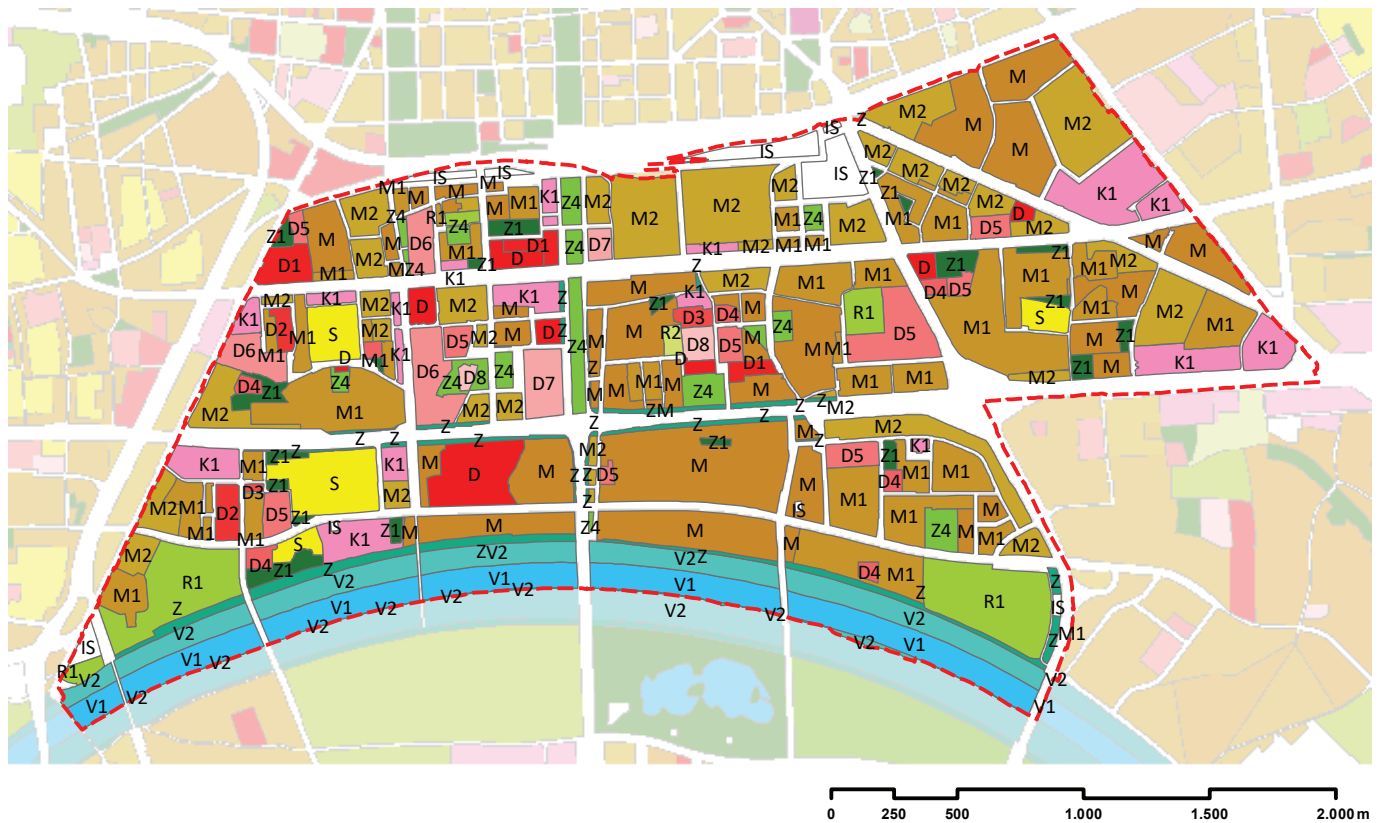 M
M2 M M2
IS Z
IS M
IS M2
IS IS M1 M M M K1 Z4 M2 M2 M2 M2 Z1 M2 M2 K1 K1
M2 Z4 R1 Z4 M M1 Z1 M1 Z4 M2 Z1 M1 M1 M2 D
Z1 D5 M M2 M D6 M1 D D1 Z4 D7 K1 M2 M1 M1 D5 M2 M M
D1 M1 MZ4 K1 Z1 Z D Z1 M1 Z1 M1 M2
M2 K1 M2 K1 D M2 M K1 Z M Z1 K1 M2 M1 M1 D4 D5 M1 M
K1 D2 M1 S M2 M D Z M M R2 D3 D4 M Z4 R1 D5 M1 S Z1 M2 M1
D6 M1 D M1 K1 D6 D5 M2 Z4 D8 D5 M M M1 M Z1 K1 K1
D4 Z1 Z4 Z4 D8 Z4 D7 Z M M1 M D D1 M1 M1 Z1 M
M2 M1 M2 M2 M M ZM Z4 M Z Z Z M2 M2
Z Z Z Z Z M Z M2
K1 M1 Z1 Z K1 M D M M2 Z1 M D5 Z1 K1
Z1 S M2 Z Z D5 M D4 M1 M1
M2 M1 D2 D3 D5 Z1 Z IS M1 M1 Z4 M M
M1 M1 IS K1 Z1 M M Z4 M M M1 M2
M2 S ZV2 V2 Z
D4 Z1 Z V2 V1 V2 V1 D4 M1 Z R1 Z
M1 R1 Z V1 V2 V2 V2 V2 V2 IS
V2 V2 V2 V1 M1
IS V1 V2 Z
R1 V2 V2
V1 V2 V1
0 250 500 1.000 1.500 2.000 m